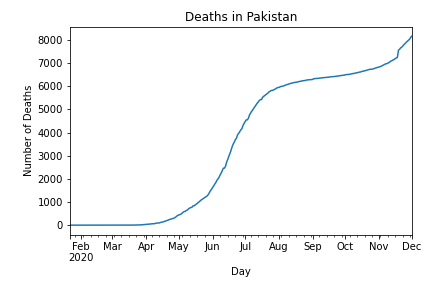 Deaths in Pakistan
8000
7000
6000
5000
4000
3000
2000
1000
0
Number of Deaths
Feb Mar Apr May Jun Jul Aug Sep Oct Nov Dec
2020
Day